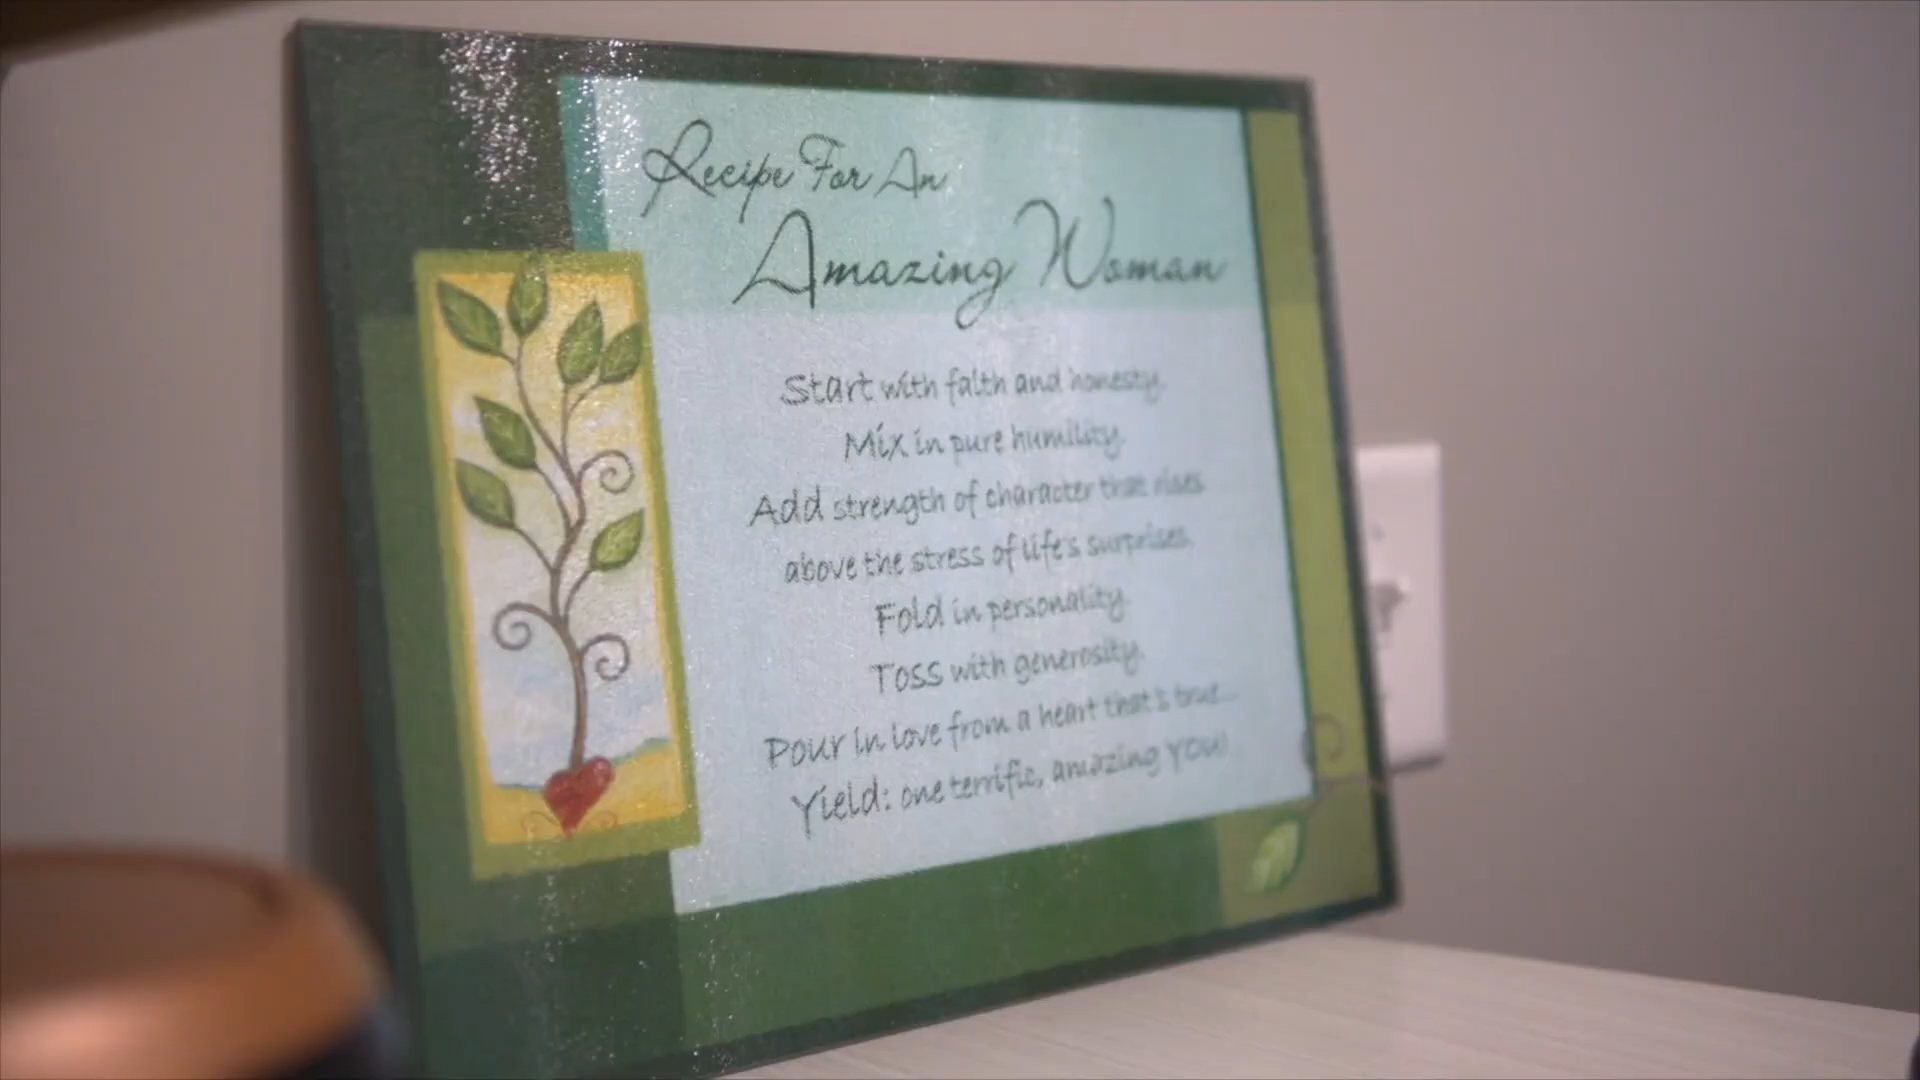 Recipe For An
Amazing Woman
Start with faith and honesty.
Mix in pure humility.
Add strength of character that rises
above the stress of life's surprises.
Fold in personality.
Toss with generosity.
Pour in love from a heart that's true...
Yield: one terrific, amazing YOU!